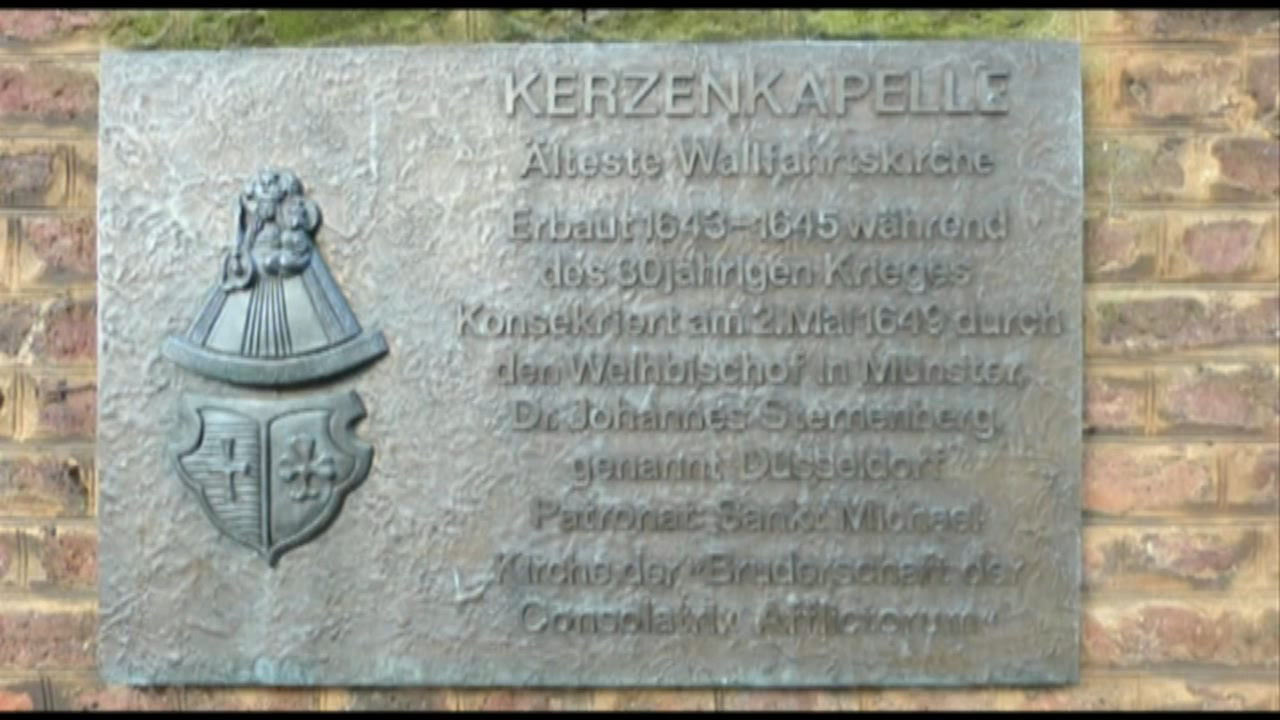 KERZENKAPELLE
Älteste Wallfahrtskirche
Erbaut 1643-1645 während
des 30jährigen Krieges
Konsekriert am 2.Mai 1649 durch
den Weihbischof in Münster,
Dr. Johannes Sternenberg,
genannt Düsseldorf
Patronat: Sankt Michael
Kirche der "Bruderschaft der
Consolatrix Afflictorum"